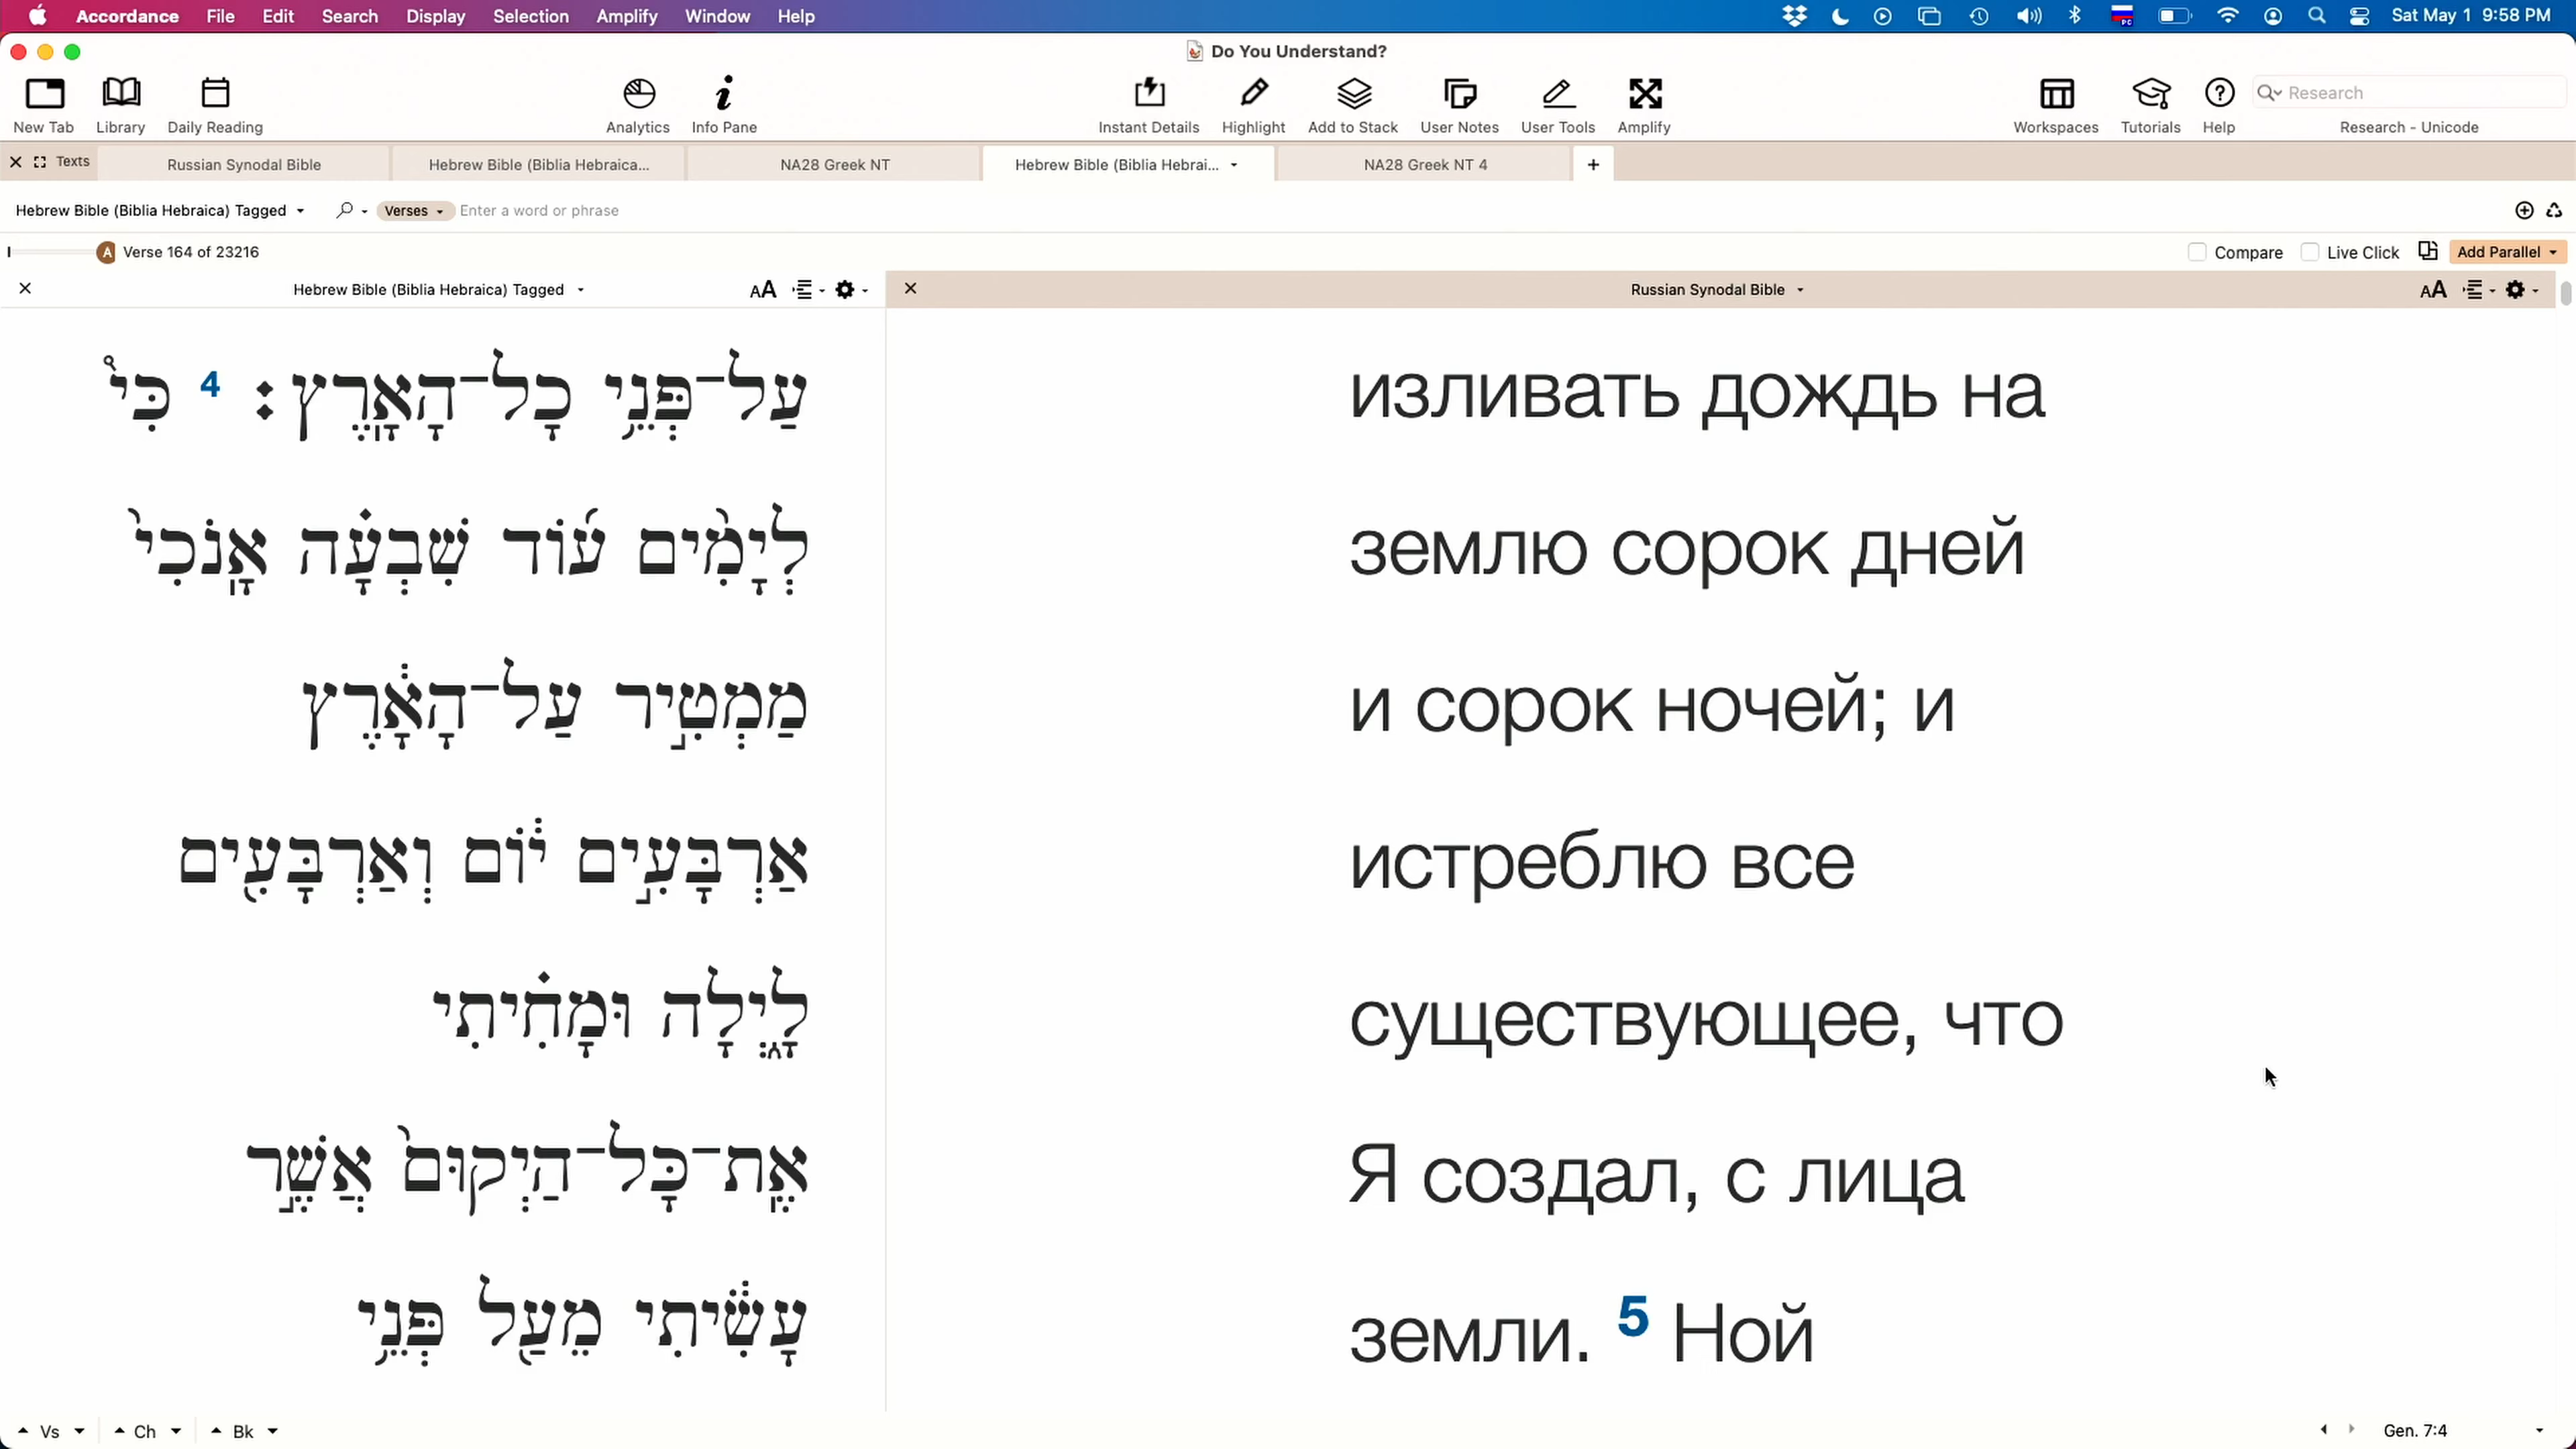 Accordance File Edit Search Display Selection Amplify Window Help Sat May 1 9:58 PM
Do You Understand?
New Tab Library Daily Reading Analytics Info Pane Instant Details Highlight Add to Stack User Notes User Tools Amplify Workspaces Tutorials Help Research
Research - Unicode
Texts Russian Synodal Bible Hebrew Bible (Biblia Hebraica... NA28 Greek NT Hebrew Bible (Biblia Hebrai... NA28 Greek NT 4 +
Hebrew Bible (Biblia Hebraica) Tagged Verses Enter a word or phrase
A Verse 164 of 23216 Compare Live Click Add Parallel
Hebrew Bible (Biblia Hebraica) Tagged
עַל־פְּנֵ֥י כָל־הָאָֽרֶץ׃ 4 כִּי֩
לְיָמִ֨ים ע֜וֹד שִׁבְעָ֗ה אָֽנֹכִי֙
מַמְטִ֣יר עַל־הָאָ֔רֶץ
אַרְבָּעִ֣ים י֔וֹם וְאַרְבָּעִ֖ים
לָ֑יְלָה וּמָחִ֗יתִי
אֶֽת־כָּל־הַיְקוּם֙ אֲשֶׁ֣ר
עָשִׂ֔יתִי מֵעַ֖ל פְּנֵ֥י
Russian Synodal Bible
изливать дождь на
землю сорок дней
и сорок ночей; и
истреблю все
существующее, что
Я создал, с лица
земли. 5 Ной
Vs Ch Bk Gen. 7:4